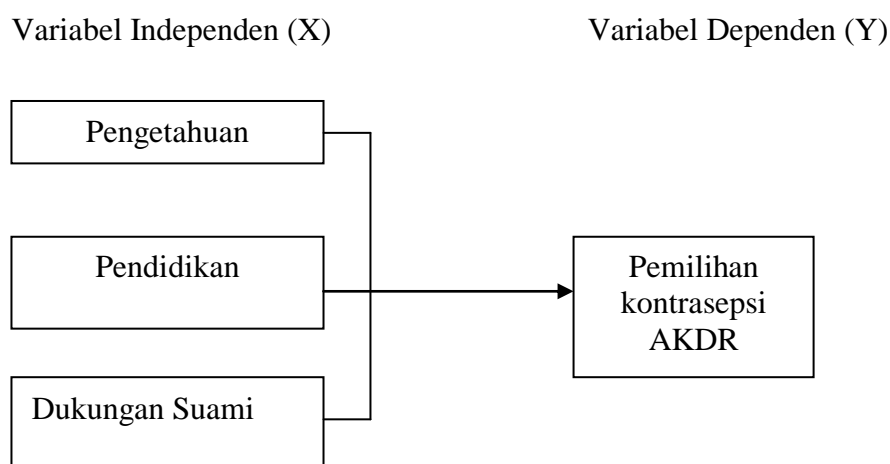 Variabel Independen (X)
Variabel Dependen (Y)
Pengetahuan
Pendidikan
Dukungan Suami
Pemilihan
kontrasepsi
AKDR